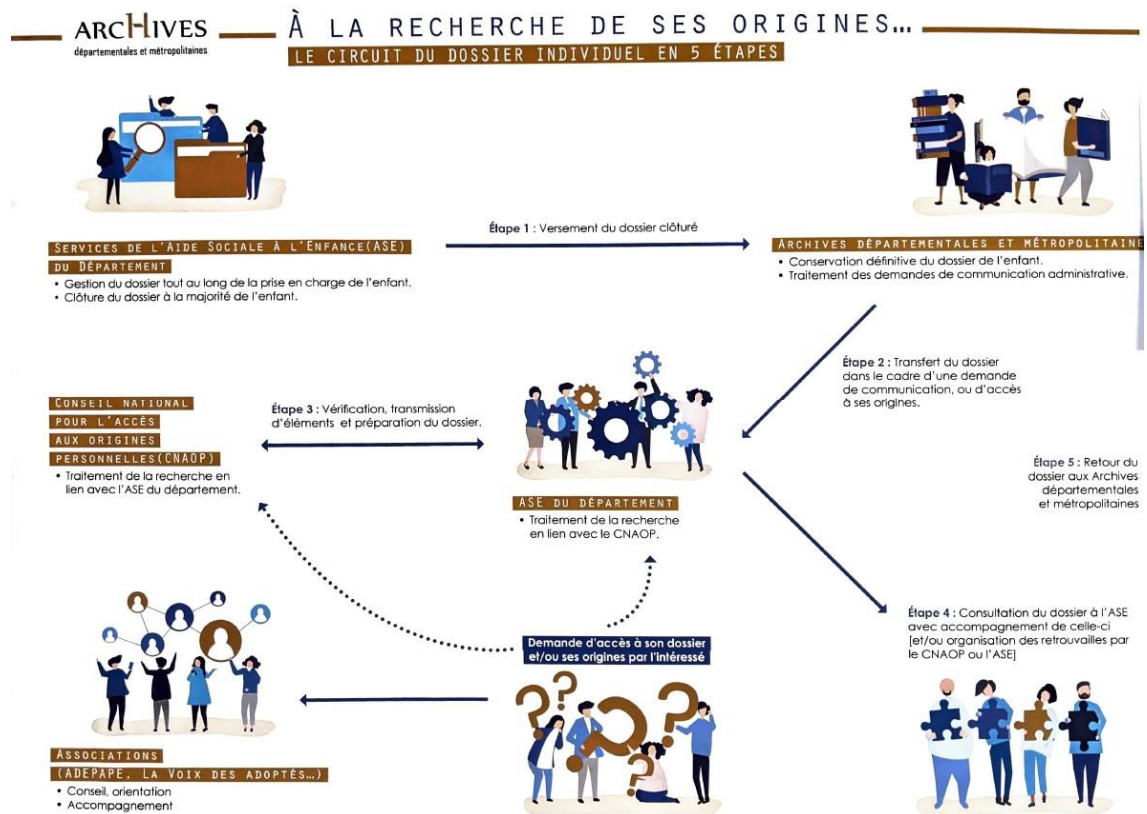 ARCHIVES
départementales et métropolitaines
À LA RECHERCHE DE SES ORIGINES...
LE CIRCUIT DU DOSSIER INDIVIDUEL EN 5 ÉTAPES
SERVICES DE L'AIDE SOCIALE À L'ENFANCE(ASE)
DU DÉPARTEMENT
• Gestion du dossier tout au long de la prise en charge de l'enfant.
• Clôture du dossier à la majorité de l'enfant.
Étape 1 : Versement du dossier clôturé
ARCHIVES DÉPARTEMENTALES ET MÉTROPOLITAINE
• Conservation définitive du dossier de l'enfant.
• Traitement des demandes de communication administrative.
Étape 2 : Transfert du dossier
dans le cadre d'une demande
de communication, ou d'accès
à ses origines.
CONSEIL NATIONAL
POUR L'ACCÈS
AUX ORIGINES
PERSONNELLES(CNAOP)
• Traitement de la recherche en
lien avec l'ASE du département.
Étape 3 : Vérification, transmission
d'éléments et préparation du dossier.
ASE DU DÉPARTEMENT
• Traitement de la recherche
en lien avec le CNAOP.
Étape 5 : Retour du
dossier aux Archives
départementales
et métropolitaines
Étape 4 : Consultation du dossier à l'ASE
avec accompagnement de celle-ci
[et/ou organisation des retrouvailles par
le CNAOP ou l'ASE]
Demande d'accès à son dossier
et/ou ses origines par l'intéressé
ASSOCIATIONS
(ADEPAPE, LA VOIX DES ADOPTÉS...)
• Conseil, orientation
• Accompagnement